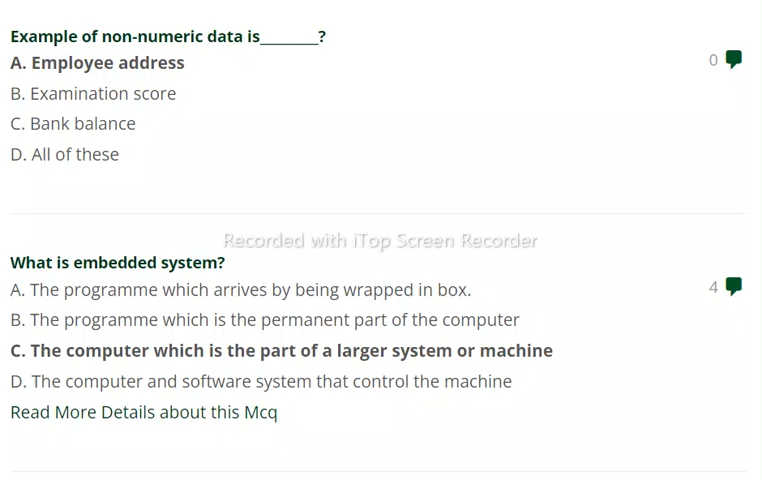 Example of non-numeric data is________?
A. Employee address
0
B. Examination score
C. Bank balance
D. All of these
Recorded with iTop Screen Recorder
What is embedded system?
A. The programme which arrives by being wrapped in box.
4
B. The programme which is the permanent part of the computer
C. The computer which is the part of a larger system or machine
D. The computer and software system that control the machine
Read More Details about this Mcq